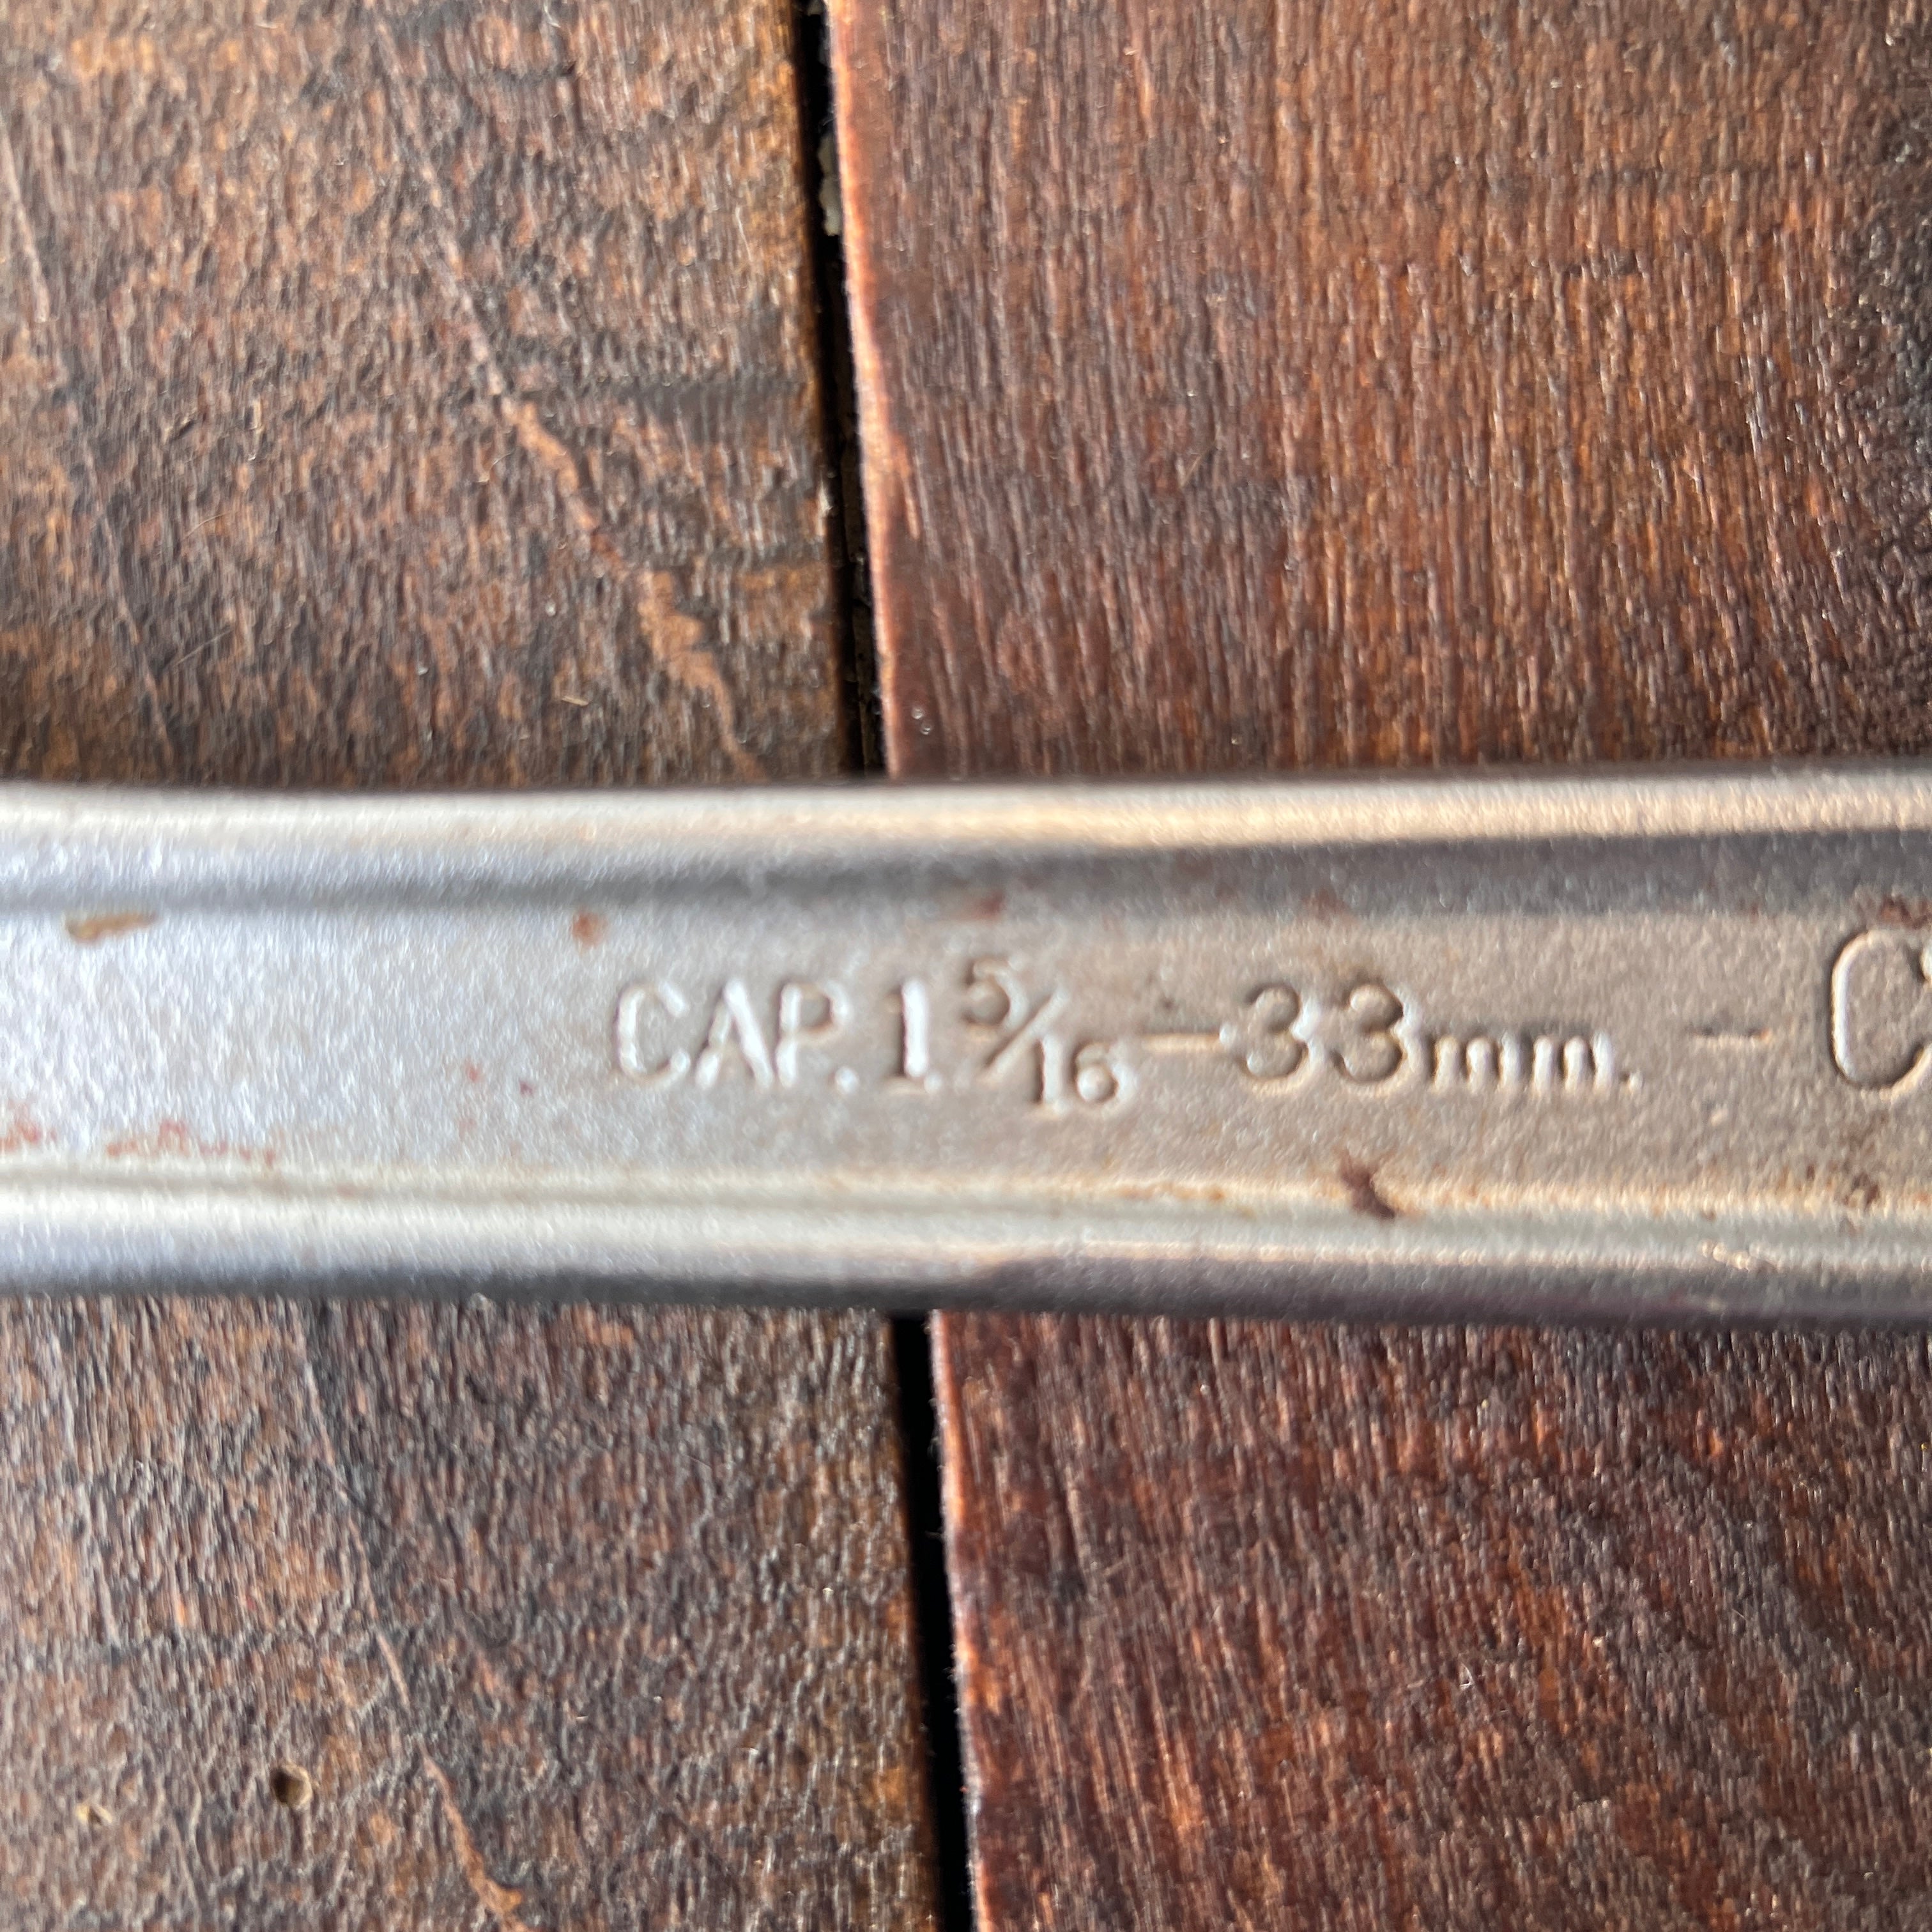 CAP. 1 5/16 — 33 mm. - C